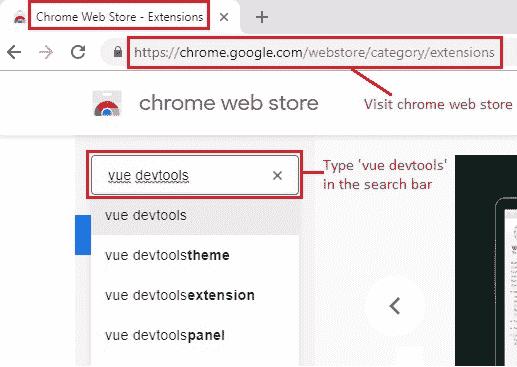 Chrome Web Store - Extensions
https://chrome.google.com/webstore/category/extensions
chrome web store
Visit chrome web store
vue devtools
Type 'vue devtools'
in the search bar
vue devtools
vue devtoolstheme
vue devtoolsextension
vue devtoolspanel